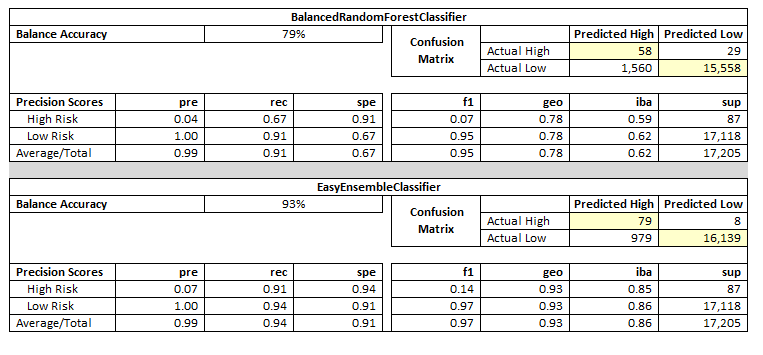 BalancedRandomForestClassifier
Balance Accuracy 79% Confusion Matrix Predicted High Predicted Low
Actual High 58 29
Actual Low 1,560 15,558
Precision Scores pre rec spe f1 geo iba sup
High Risk 0.04 0.67 0.91 0.07 0.78 0.59 87
Low Risk 1.00 0.91 0.67 0.95 0.78 0.62 17,118
Average/Total 0.99 0.91 0.67 0.95 0.78 0.62 17,205
EasyEnsembleClassifier
Balance Accuracy 93% Confusion Matrix Predicted High Predicted Low
Actual High 79 8
Actual Low 979 16,139
Precision Scores pre rec spe f1 geo iba sup
High Risk 0.07 0.91 0.94 0.14 0.93 0.85 87
Low Risk 1.00 0.94 0.91 0.97 0.93 0.86 17,118
Average/Total 0.99 0.94 0.91 0.97 0.93 0.86 17,205